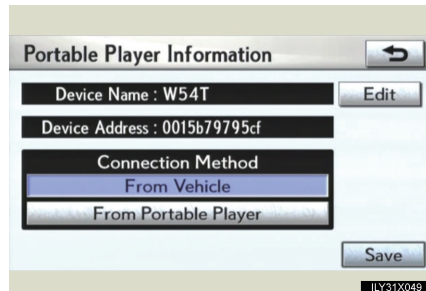 Portable Player Information
Device Name : W54T
Edit
Device Address : 0015b79795cf
Connection Method
From Vehicle
From Portable Player
Save
ILY31X049